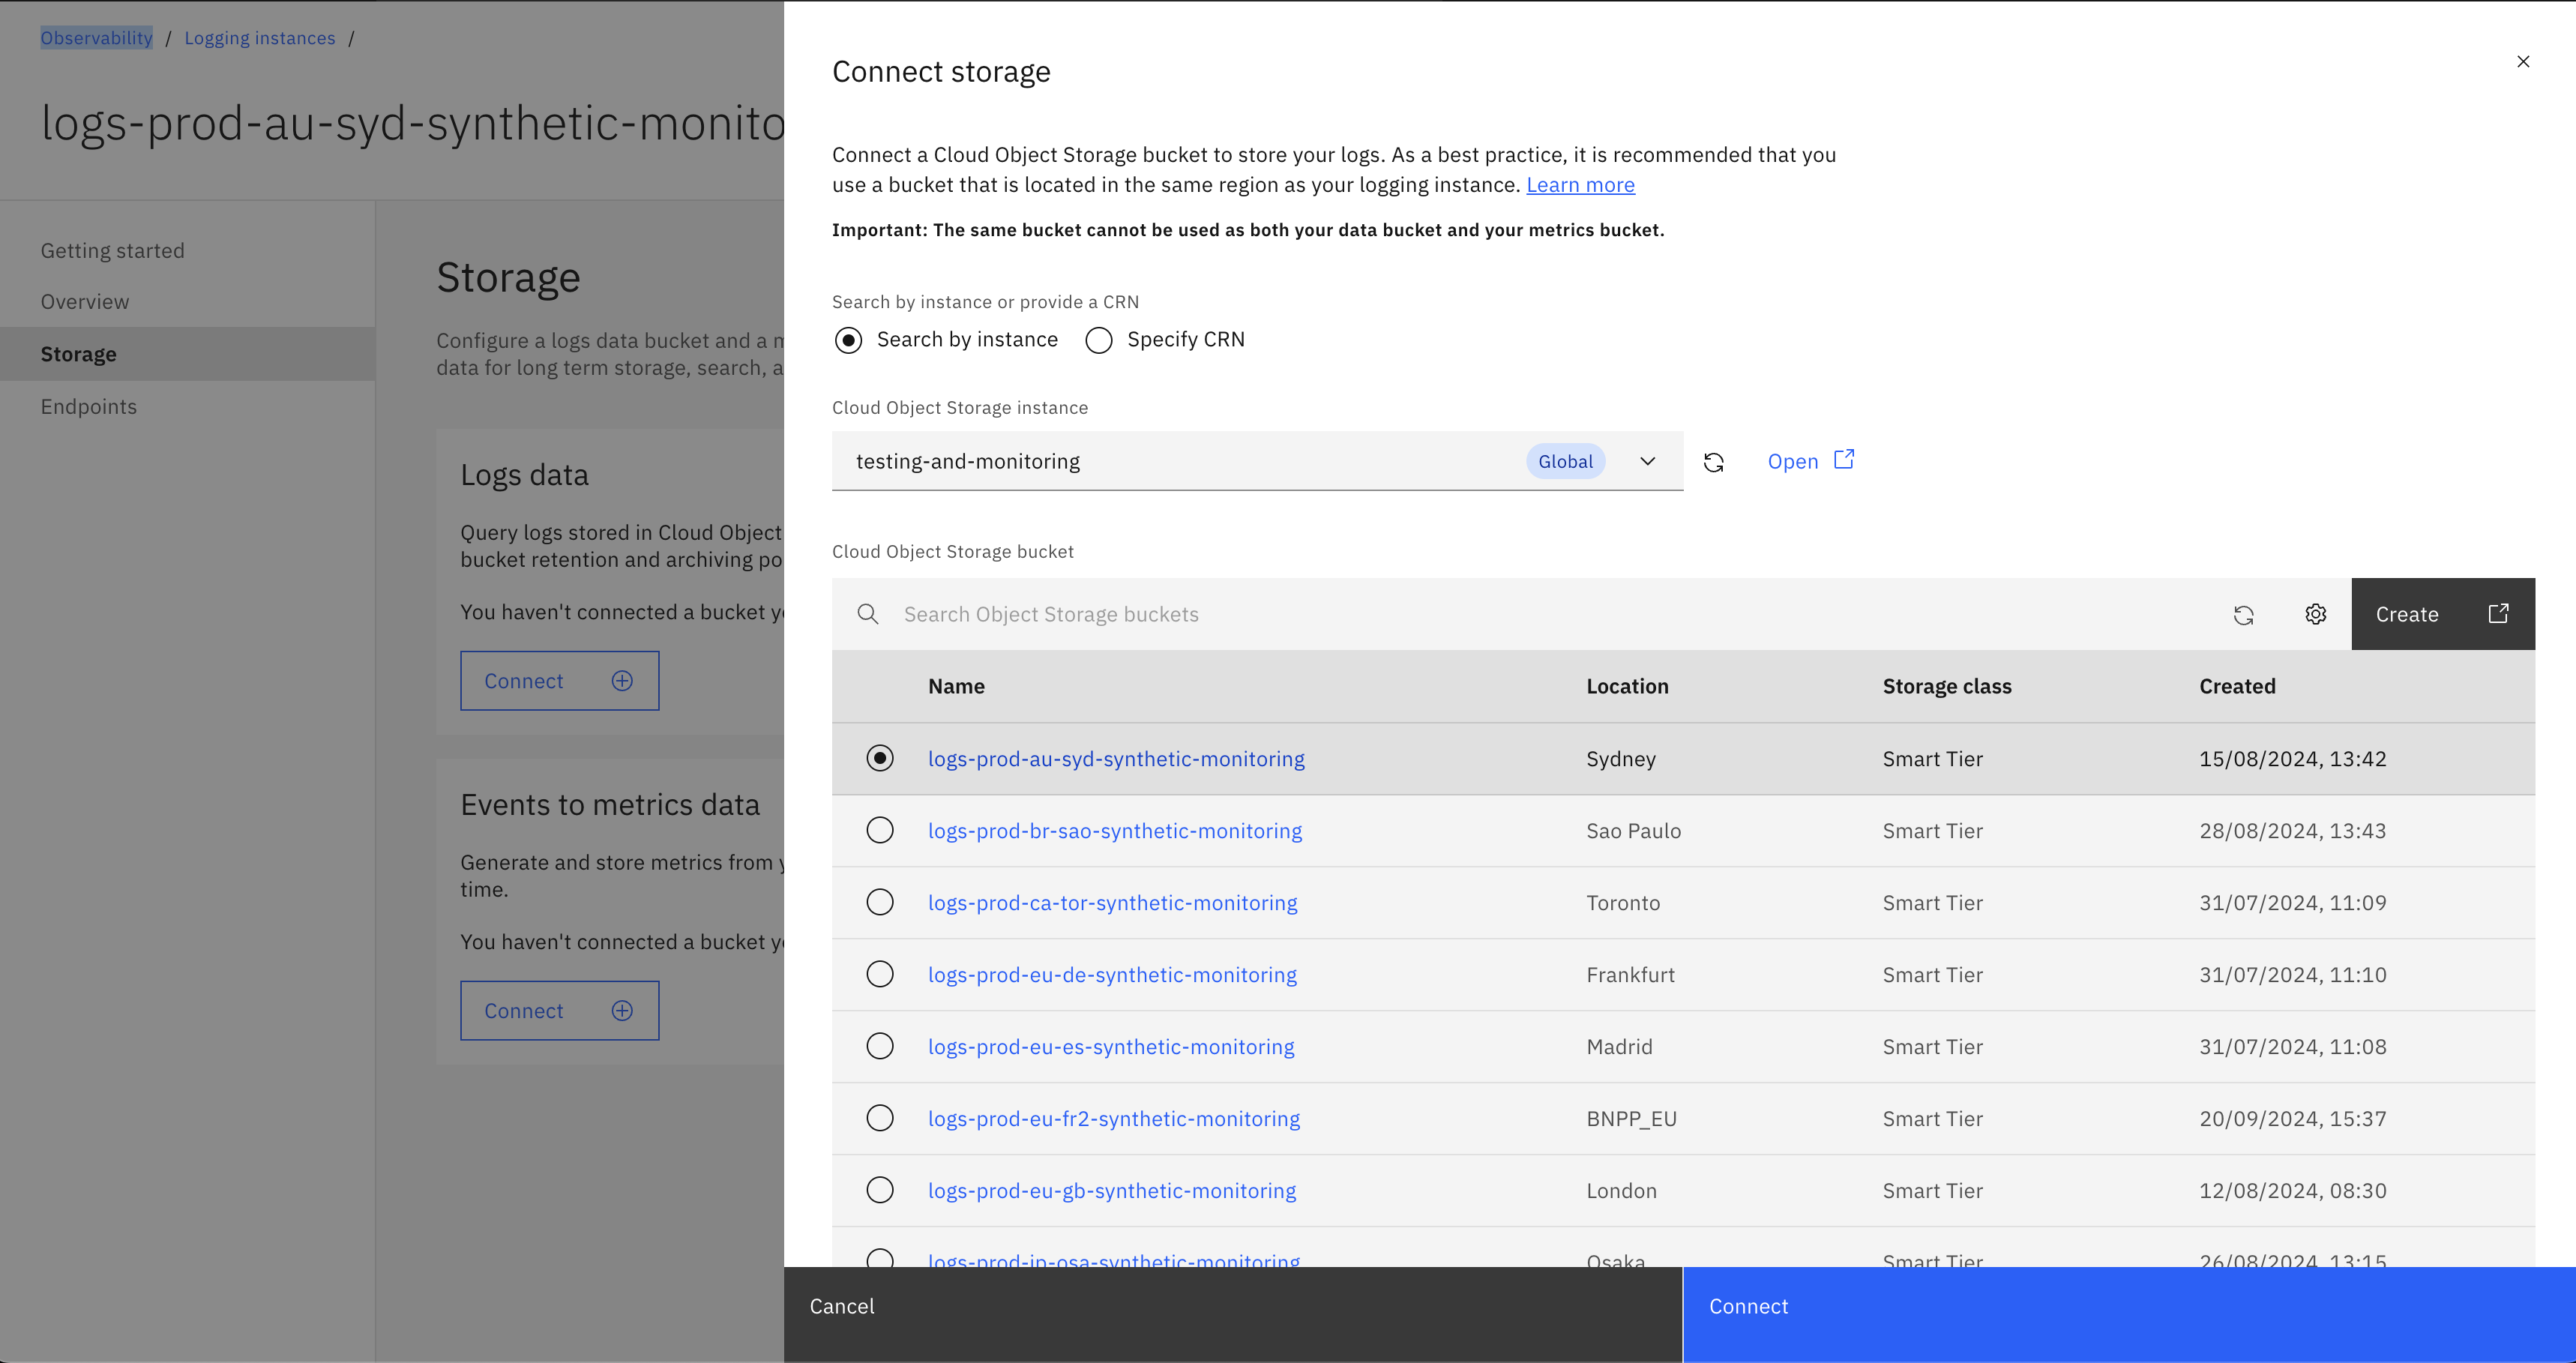 Observability / Logging instances /
logs-prod-au-syd-synthetic-monito
Getting started
Overview
Storage
Endpoints
Storage
Configure a logs data bucket and a m
data for long term storage, search, a
Logs data
Query logs stored in Cloud Object
bucket retention and archiving po
You haven't connected a bucket ye
Connect
Events to metrics data
Generate and store metrics from y
time.
You haven't connected a bucket ye
Connect
Connect storage
Connect a Cloud Object Storage bucket to store your logs. As a best practice, it is recommended that you
use a bucket that is located in the same region as your logging instance. Learn more
Important: The same bucket cannot be used as both your data bucket and your metrics bucket.
Search by instance or provide a CRN
Search by instance Specify CRN
Cloud Object Storage instance
testing-and-monitoring Global Open
Cloud Object Storage bucket
Search Object Storage buckets Create
Name Location Storage class Created
logs-prod-au-syd-synthetic-monitoring Sydney Smart Tier 15/08/2024, 13:42
logs-prod-br-sao-synthetic-monitoring Sao Paulo Smart Tier 28/08/2024, 13:43
logs-prod-ca-tor-synthetic-monitoring Toronto Smart Tier 31/07/2024, 11:09
logs-prod-eu-de-synthetic-monitoring Frankfurt Smart Tier 31/07/2024, 11:10
logs-prod-eu-es-synthetic-monitoring Madrid Smart Tier 31/07/2024, 11:08
logs-prod-eu-fr2-synthetic-monitoring BNPP_EU Smart Tier 20/09/2024, 15:37
logs-prod-eu-gb-synthetic-monitoring London Smart Tier 12/08/2024, 08:30
logs-prod-jp-osa-synthetic-monitoring Osaka Smart Tier 26/08/2024, 13:15
Cancel Connect